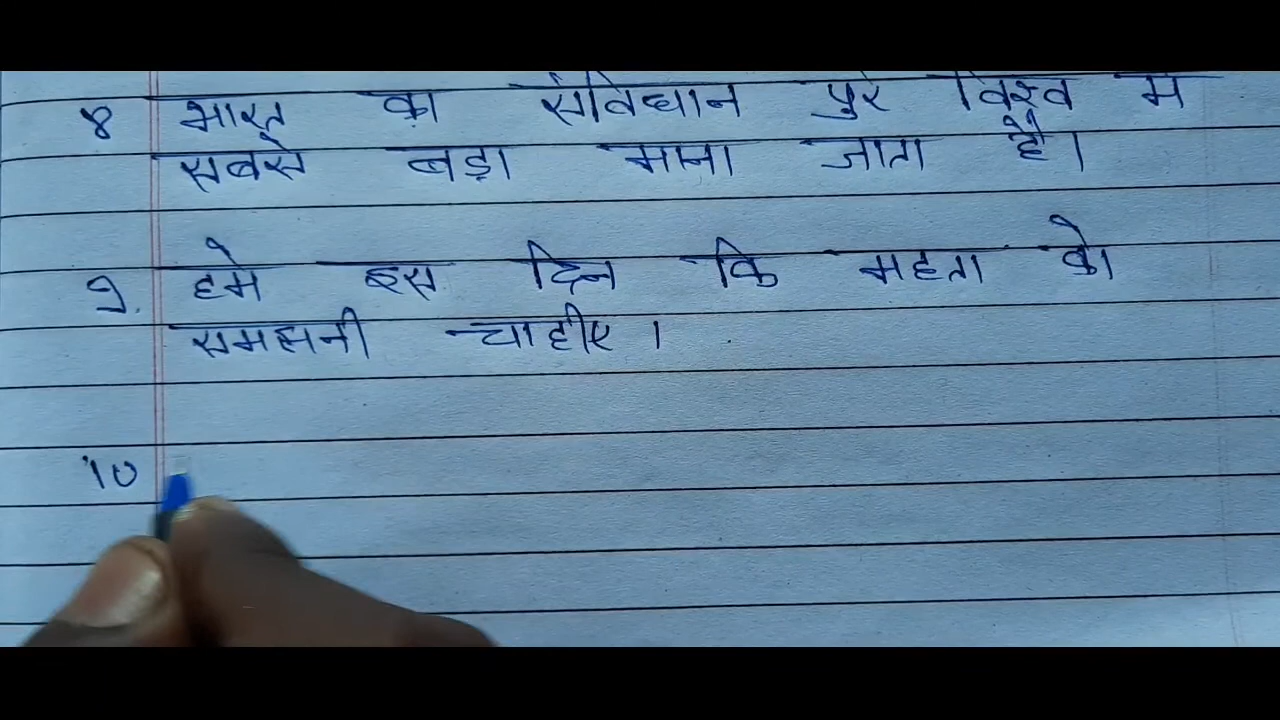 8 भारत का संविधान पुरे विश्व मे
सबसे बड़ा माना जाता है।
9. हमे इस दिन कि महता को
समझनी चाहीए।
10